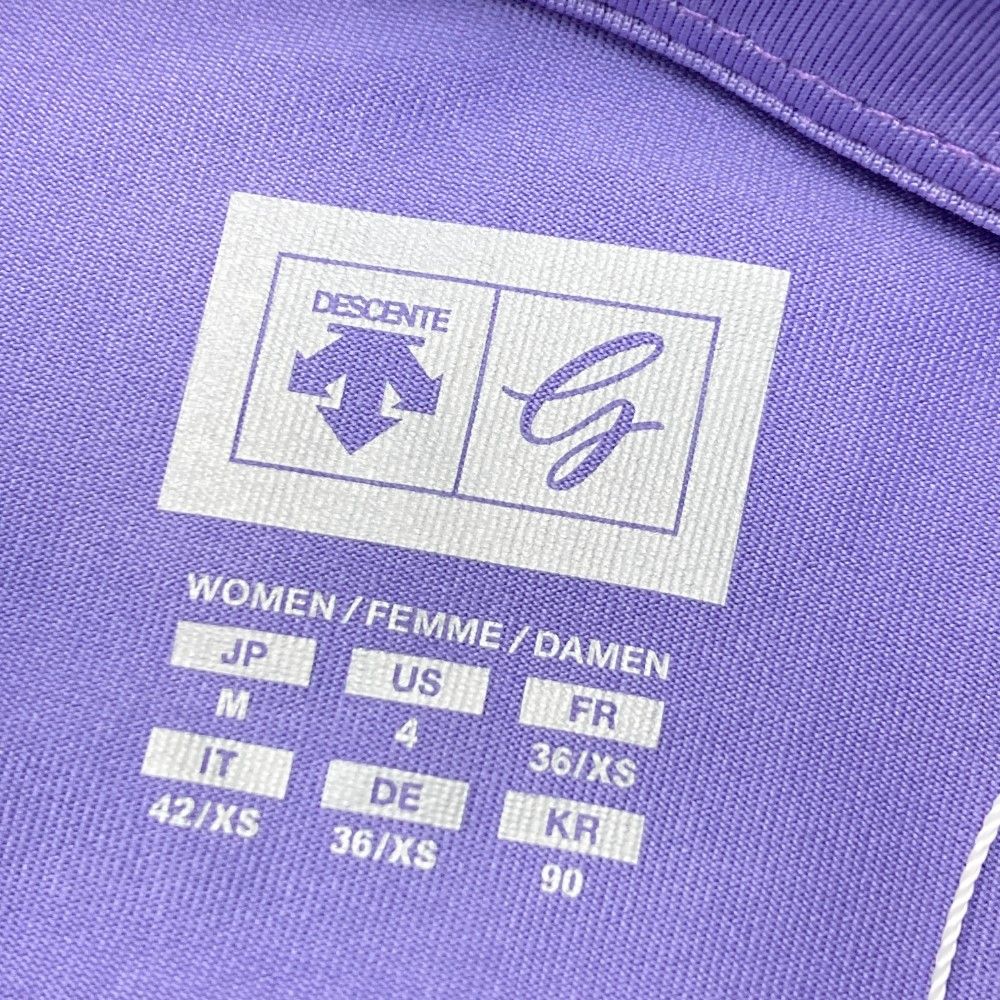 DESCENTE
G
WOMEN / FEMME / DAMEN
JP US FR
M 4 36/XS
IT DE KR
42/XS 36/XS 90